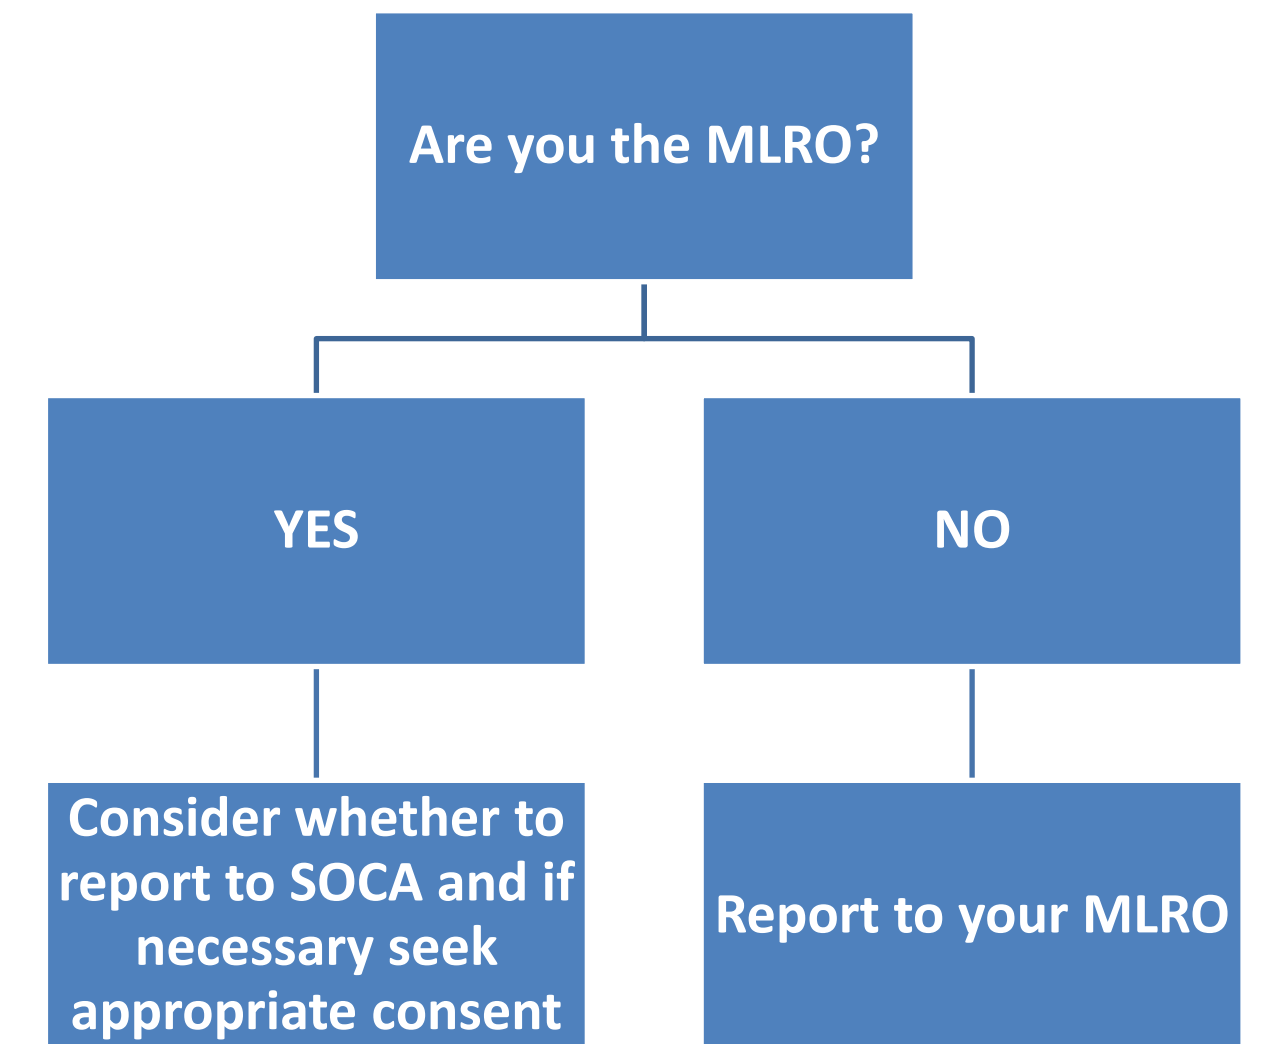 Are you the MLRO?
YES
NO
Consider whether to
report to SOCA and if
necessary seek
appropriate consent
Report to your MLRO